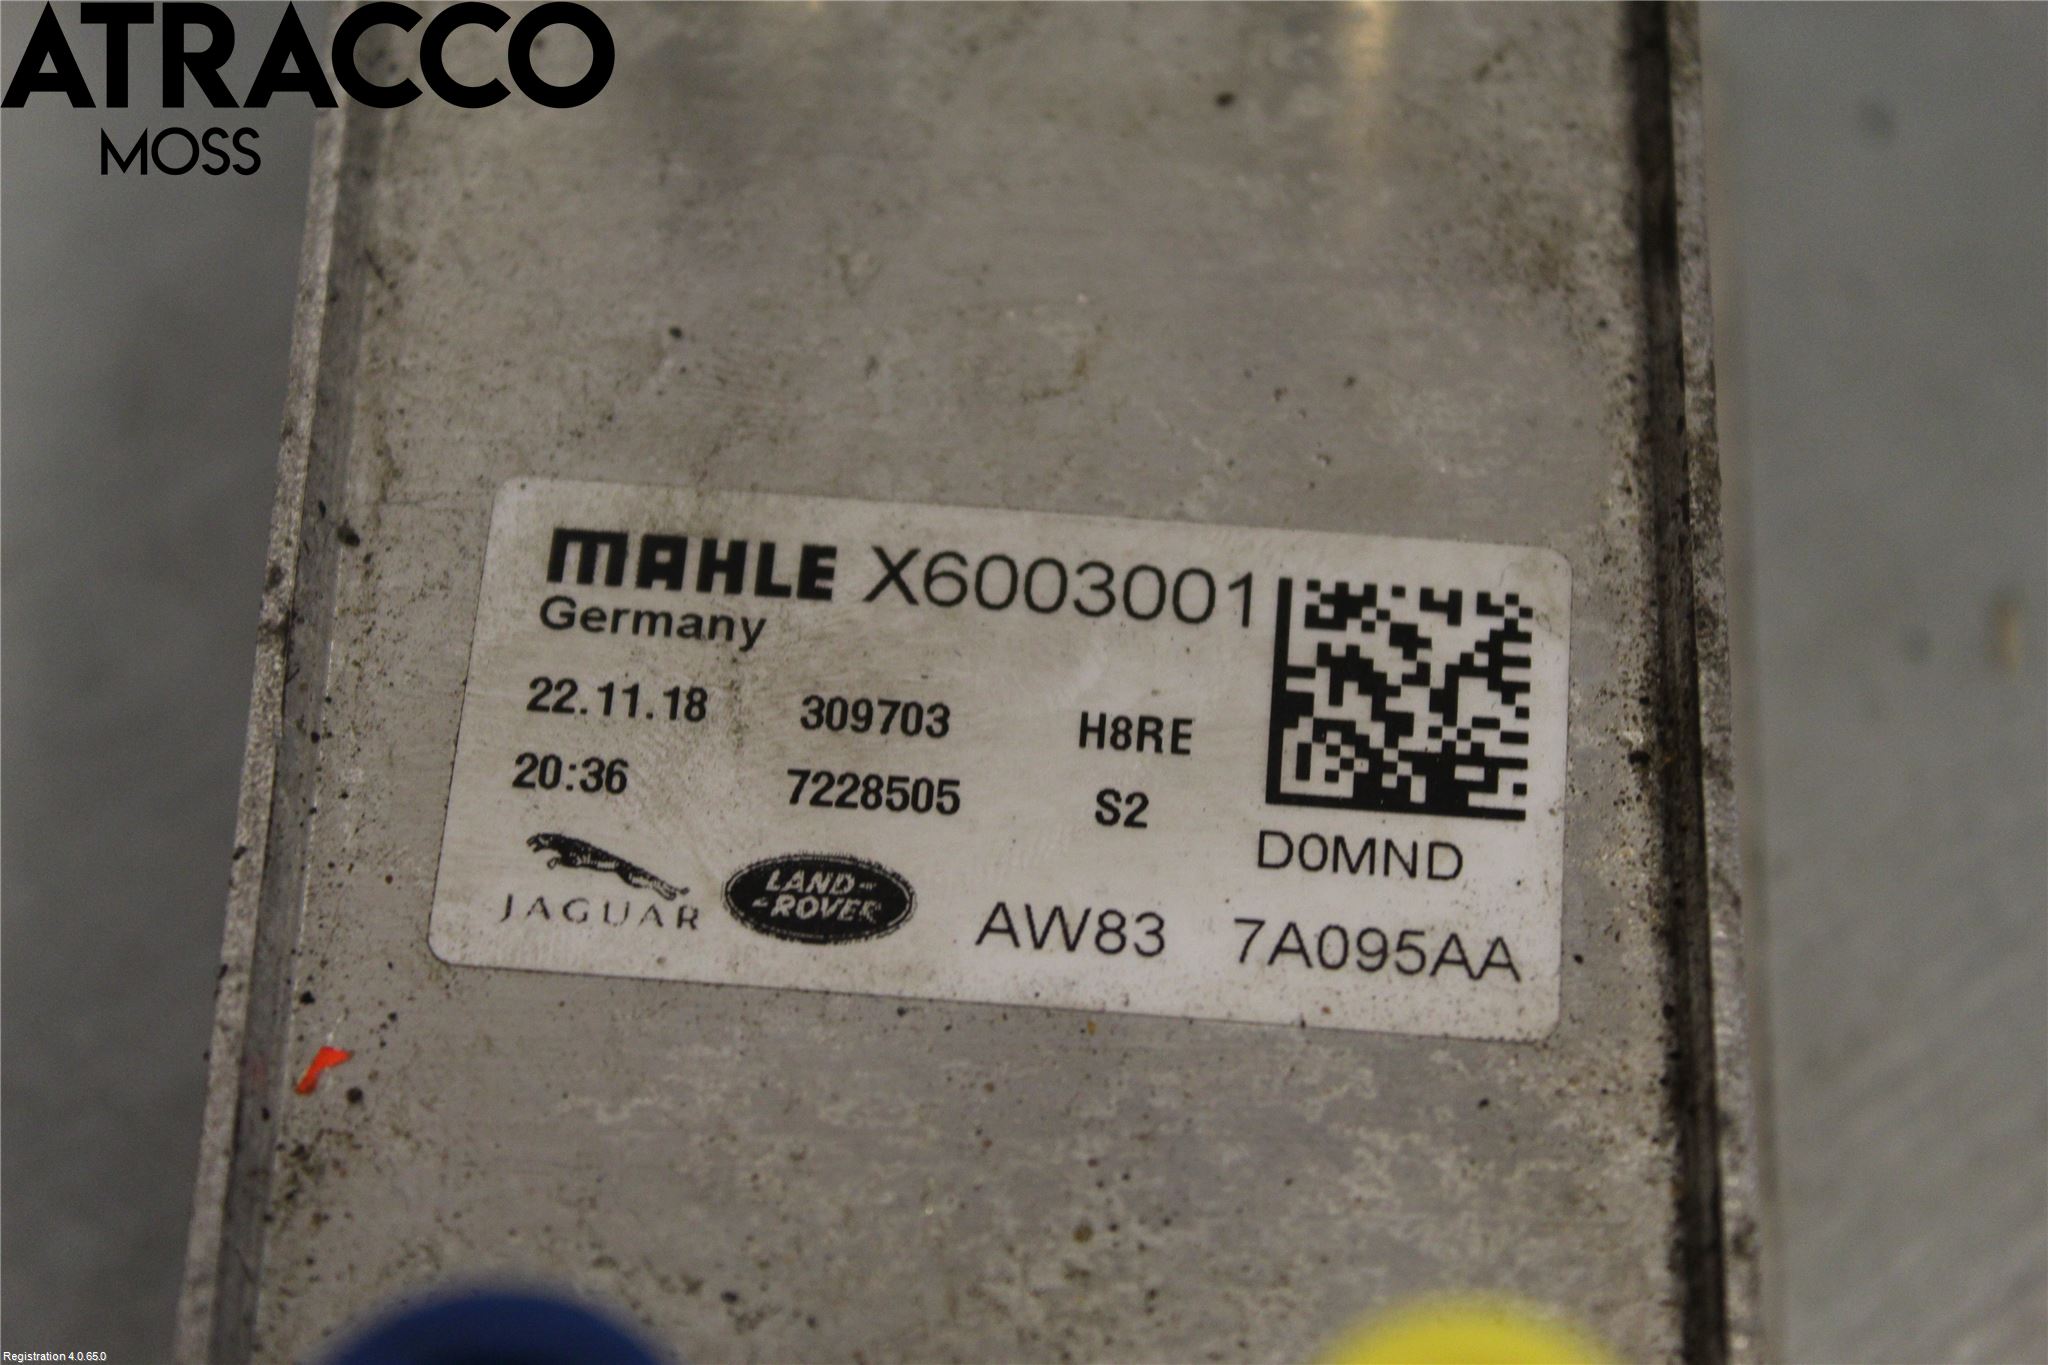 ATRACCO
MOSS
MAHLE X6003001
Germany
22.11.18 309703 H8RE
20:36 7228505 S2
D0MND
JAGUAR LAND-
-ROVER
AW83 7A095AA
Registration 4.0.65.0